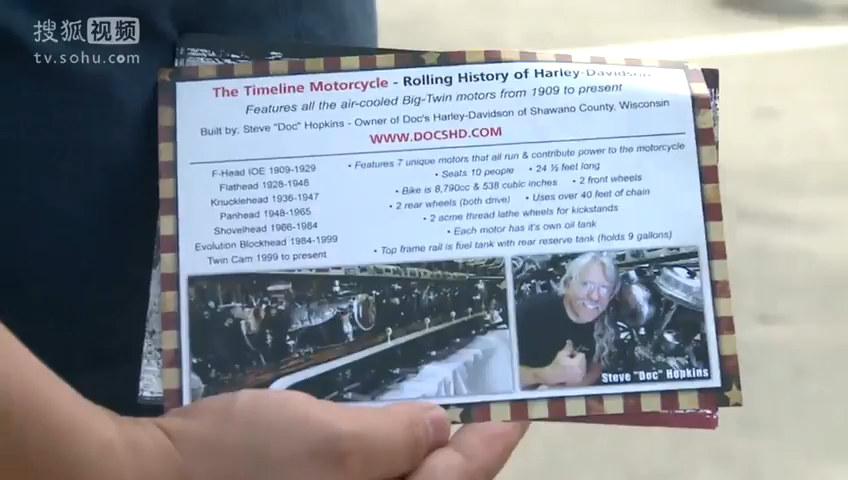 搜狐视频
tv.sohu.com
The Timeline Motorcycle - Rolling History of Harley-Davidson
Features all the air-cooled Big-Twin motors from 1909 to present
Built by: Steve "Doc" Hopkins - Owner of Doc's Harley-Davidson of Shawano County, Wisconsin
WWW.DOCSHD.COM
F-Head IOE 1909-1929
Flathead 1928-1948
Knucklehead 1936-1947
Panhead 1948-1965
Shovelhead 1966-1984
Evolution Blockhead 1984-1999
Twin Cam 1999 to present
• Features 7 unique motors that all run & contribute power to the motorcycle
• Seats 10 people • 24 ½ feet long
• Bike is 8,790cc & 538 cubic inches • 2 front wheels
• 2 rear wheels (both drive) • Uses over 40 feet of chain
• 2 acme thread lathe wheels for kickstands
• Each motor has it's own oil tank
• Top frame rail is fuel tank with rear reserve tank (holds 9 gallons)
Steve "Doc" Hopkins